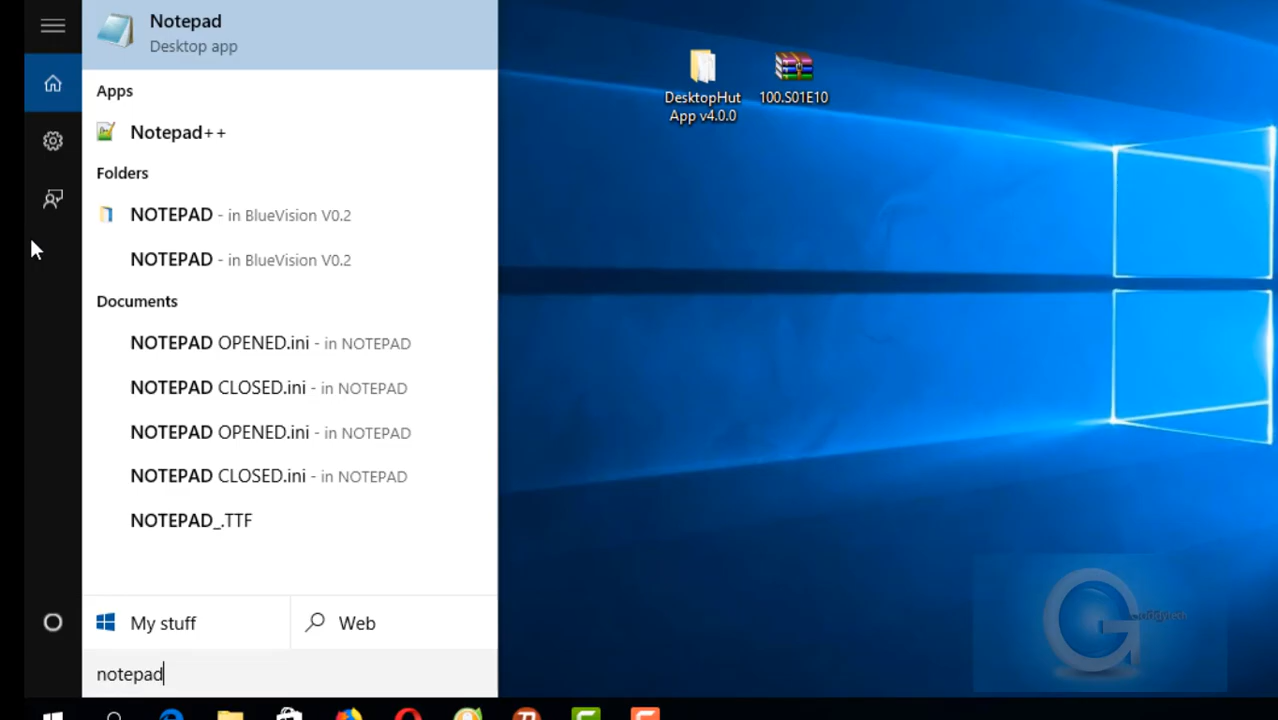 Notepad
Desktop app
Apps
Notepad++
Folders
NOTEPAD - in BlueVision V0.2
NOTEPAD - in BlueVision V0.2
Documents
NOTEPAD OPENED.ini - in NOTEPAD
NOTEPAD CLOSED.ini - in NOTEPAD
NOTEPAD OPENED.ini - in NOTEPAD
NOTEPAD CLOSED.ini - in NOTEPAD
NOTEPAD_.TTF
My stuff
Web
notepad
DesktopHut
App v4.0.0
100.S01E10